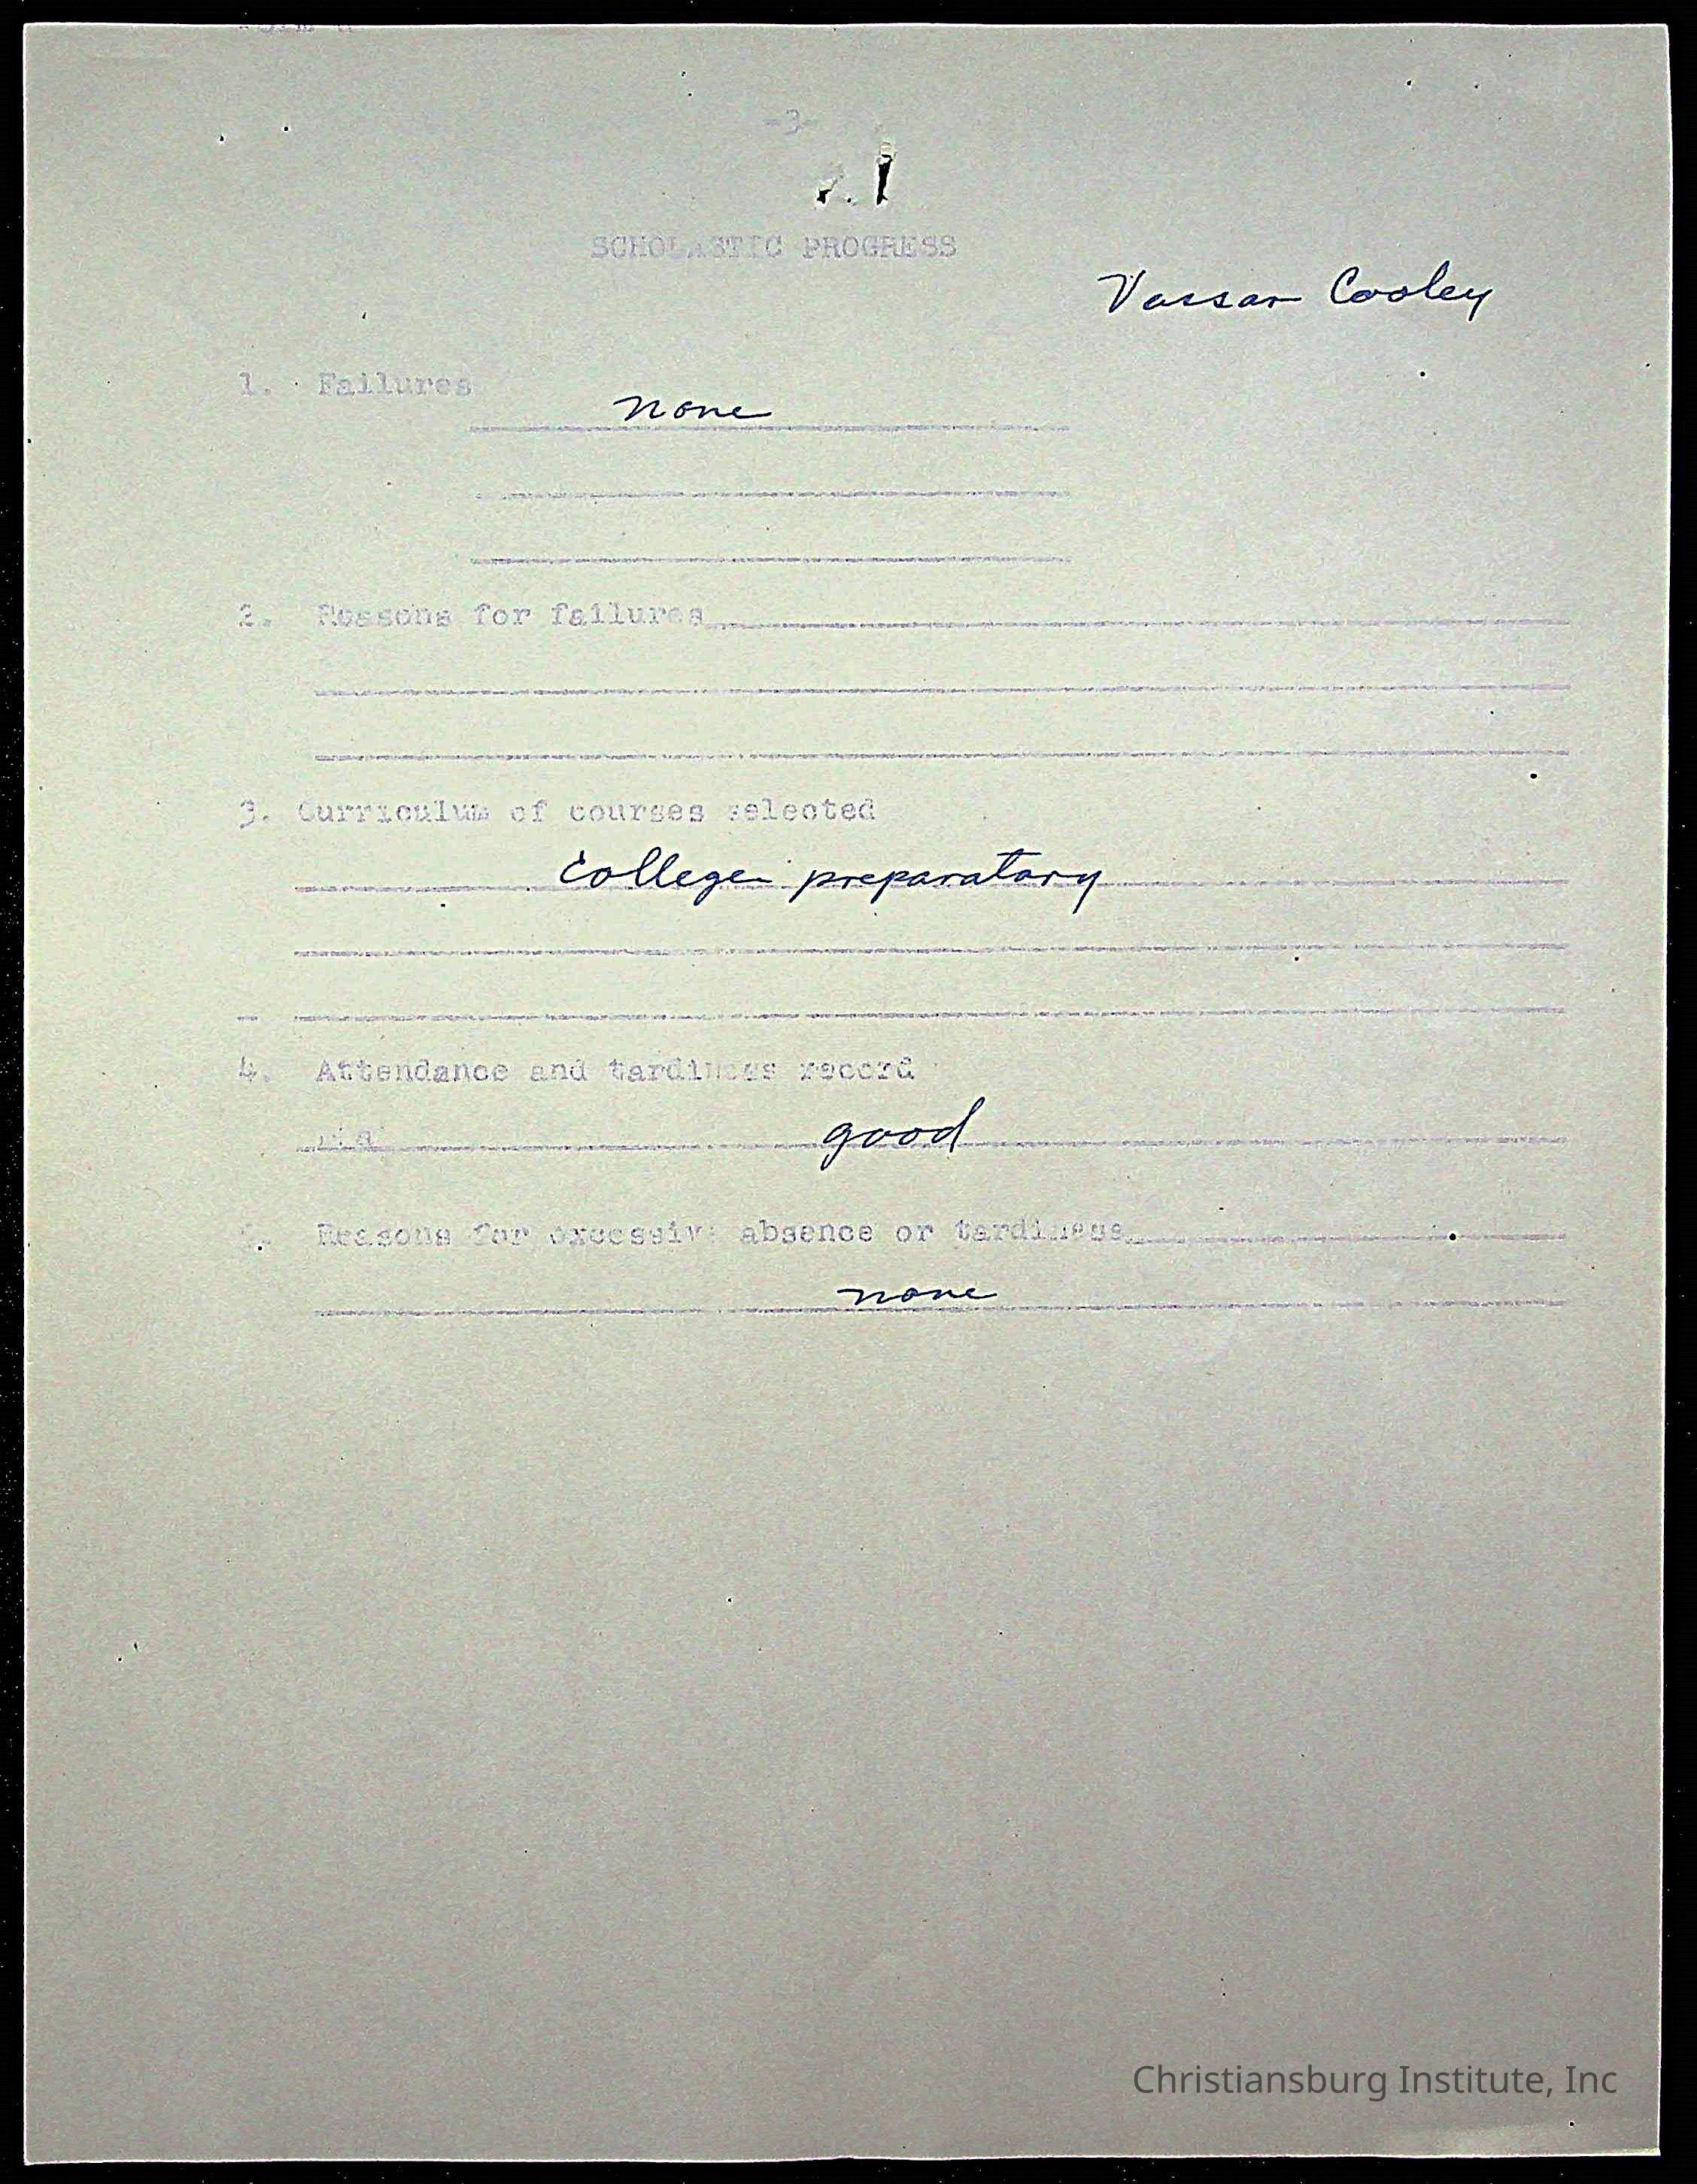 -3-
SCHOLASTIC PROGRESS
Vassar Cooley
1. Failures
none
2. Reasons for failures
3. Curriculum of courses selected
College preparatory
4. Attendance and tardiness record
good
5. Reasons for excessive absence or tardiness
none
Christiansburg Institute, Inc